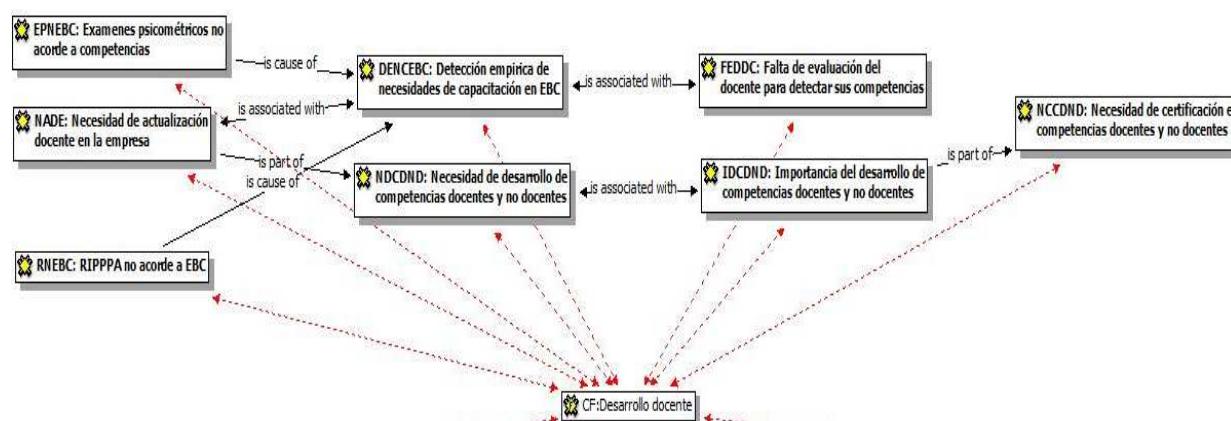 EPNEBC: Examenes psicométricos no
acorde a competencias
is cause of
DENCEBC: Detección empirica de
necesidades de capacitación en EBC
is associated with
FEDDC: Falta de evaluación del
docente para detectar sus competencias
is associated with
NADE: Necesidad de actualización
docente en la empresa
NCCDND: Necesidad de certificación e
competencias docentes y no docentes
is part of
is cause of
NDCDND: Necesidad de desarrollo de
competencias docentes y no docentes
is associated with
IDCDND: Importancia del desarrollo de
competencias docentes y no docentes
is part of
RNEBC: RIPPPA no acorde a EBC
CF:Desarrollo docente